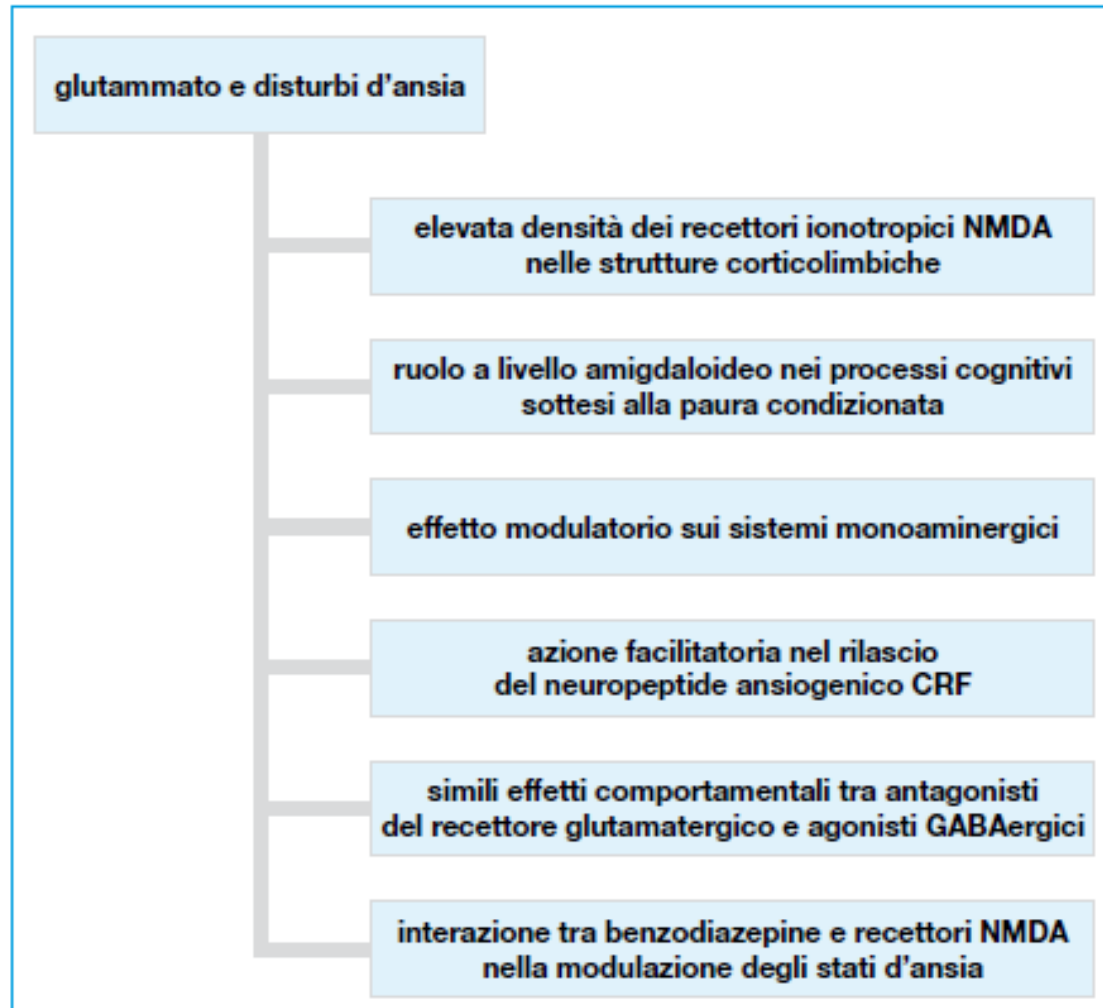 glutammato e disturbi d'ansia
elevata densità dei recettori ionotropici NMDA
nelle strutture corticolimbiche
ruolo a livello amigdaloideo nei processi cognitivi
sottesi alla paura condizionata
effetto modulatorio sui sistemi monoaminergici
azione facilitatoria nel rilascio
del neuropeptide ansiogenico CRF
simili effetti comportamentali tra antagonisti
del recettore glutamatergico e agonisti GABAergici
interazione tra benzodiazepine e recettori NMDA
nella modulazione degli stati d'ansia